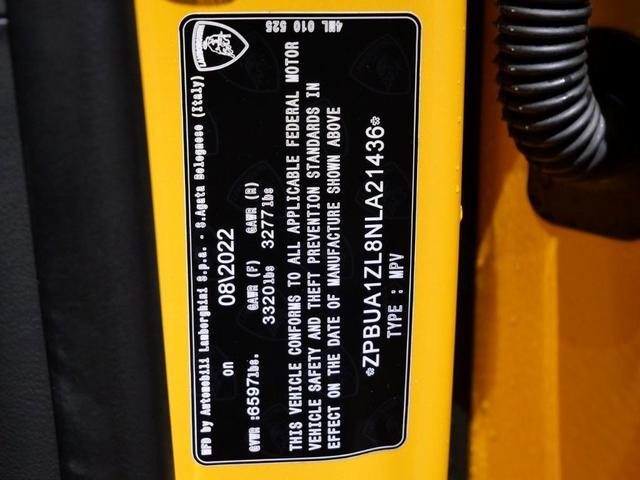 4ML 010 525
LAMBORGHINI
MFD by Automobili Lamborghini S.p.a. - S.Agata Bolognese (Italy)
on 08\2022
GAWR (F) GAWR (R)
GVWR :6597lbs. 3320lbs 3277lbs
THIS VEHICLE CONFORMS TO ALL APPLICABLE FEDERAL MOTOR
VEHICLE SAFETY AND THEFT PREVENTION STANDARDS IN
EFFECT ON THE DATE OF MANUFACTURE SHOWN ABOVE
*ZPBUA1ZL8NLA21436*
TYPE : MPV